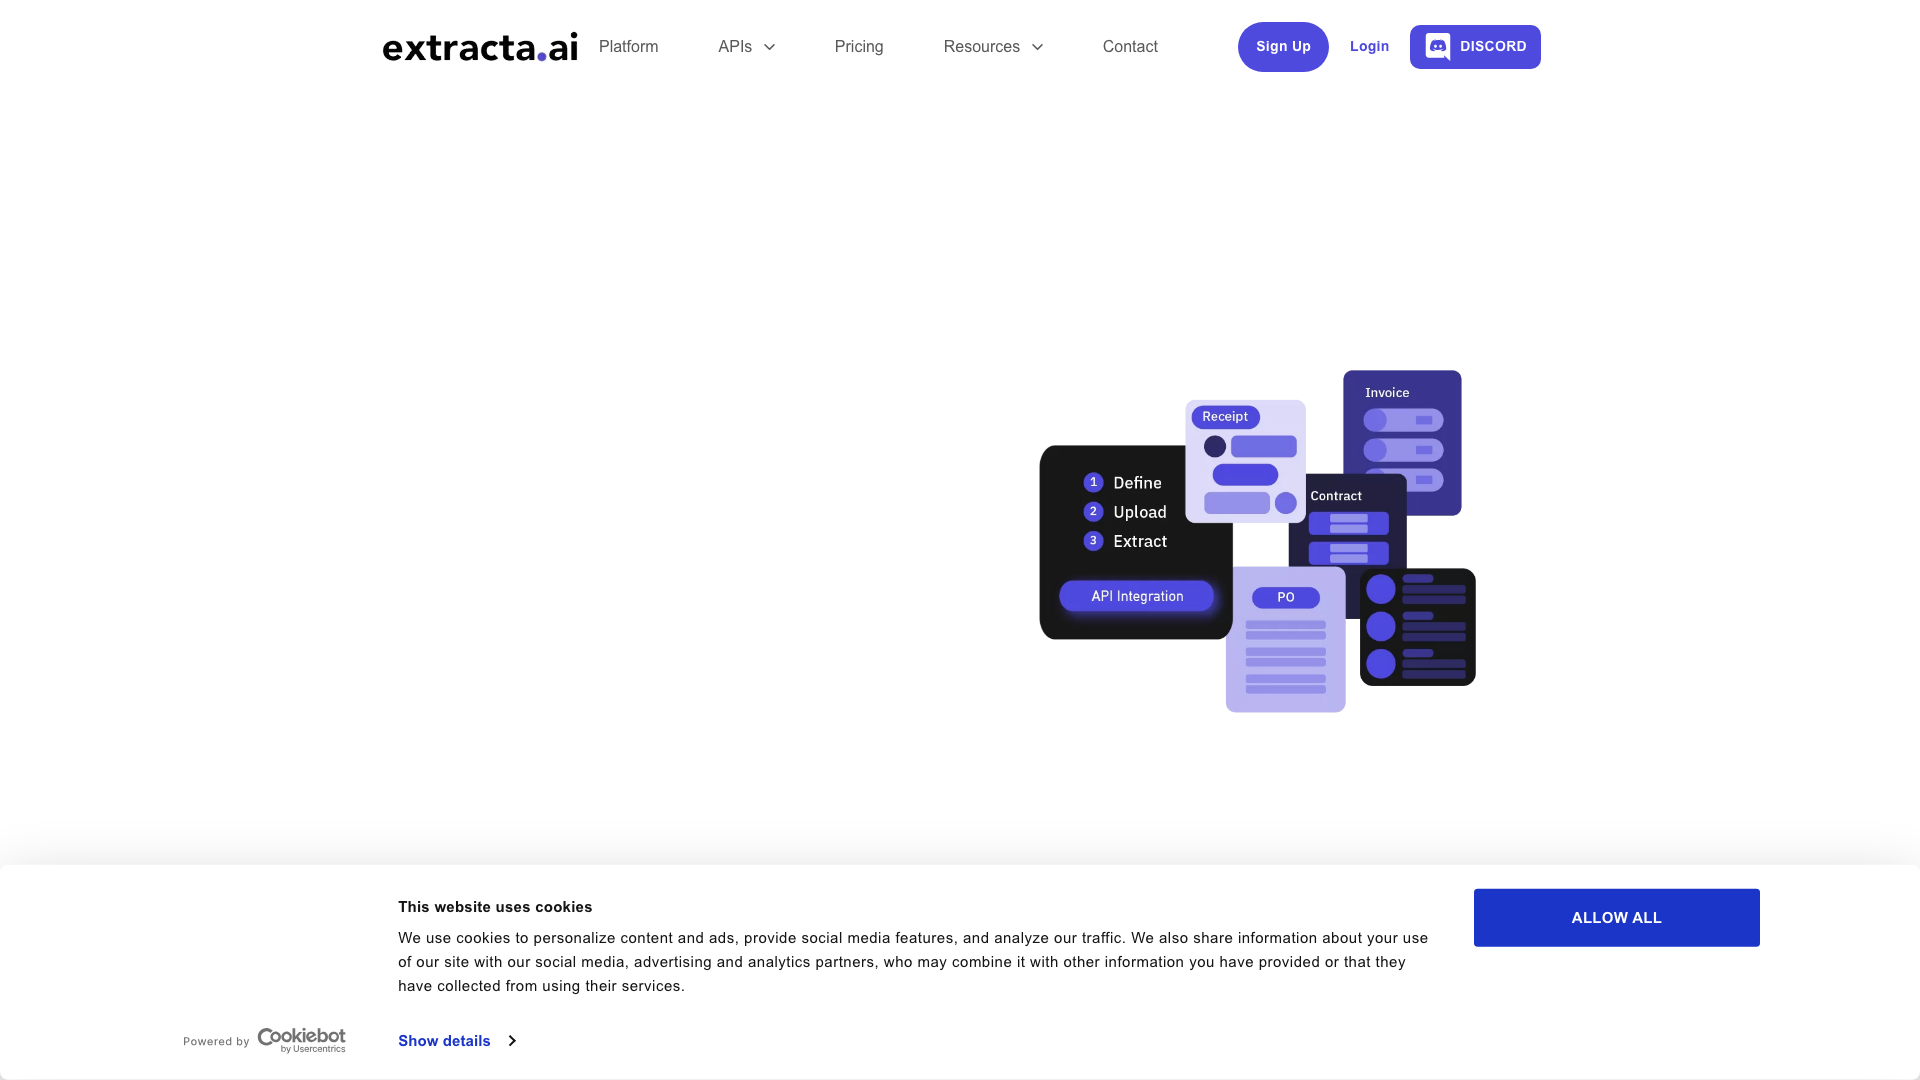 extracta.ai
Platform
APIs
Pricing
Resources
Contact
Sign Up
Login
DISCORD
Invoice
Receipt
1 Define
2 Upload
3 Extract
Contract
API Integration
PO
This website uses cookies
We use cookies to personalize content and ads, provide social media features, and analyze our traffic. We also share information about your use
of our site with our social media, advertising and analytics partners, who may combine it with other information you have provided or that they
have collected from using their services.
ALLOW ALL
Powered by Cookiebot
by Usercentrics
Show details